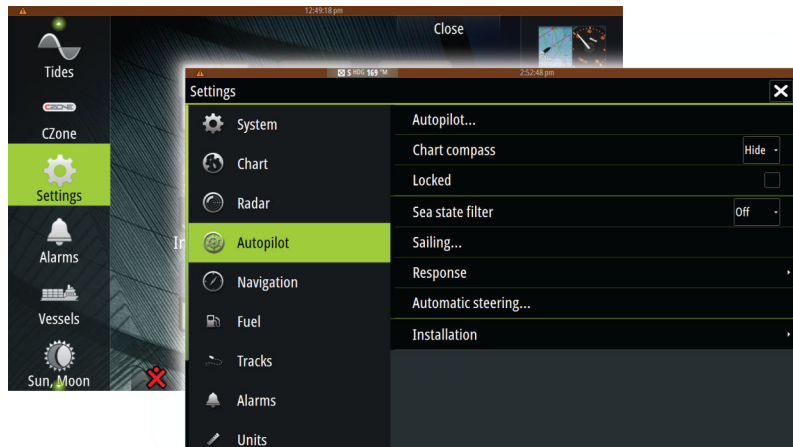 12:49:18 pm
Close
Tides
CZONE
CZone
Settings
Alarms
Vessels
Sun, Moon
S HDG 169 °M
2:52:48 pm
Settings
System
Chart
Radar
Autopilot
Navigation
Fuel
Tracks
Alarms
Units
Autopilot...
Chart compass
Hide
Locked
Sea state filter
Off
Sailing...
Response
Automatic steering...
Installation